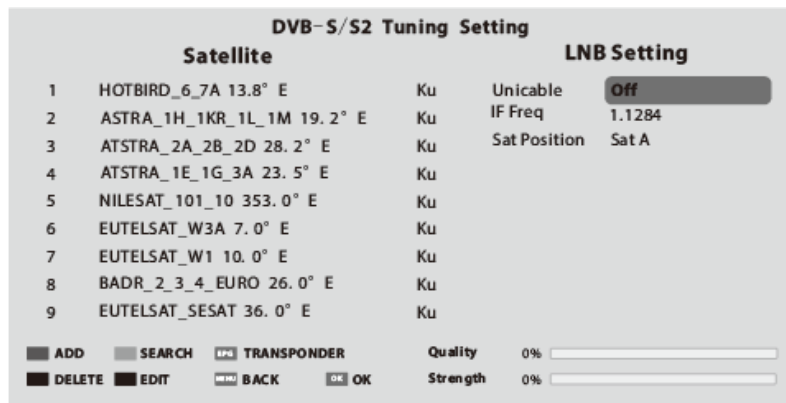 DVB-S/S2 Tuning Setting
Satellite
LNB Setting
1 HOTBIRD_6_7A 13.8° E Ku
2 ASTRA_1H_1KR_1L_1M 19. 2° E Ku
3 ATSTRA_2A_2B_2D 28. 2° E Ku
4 ATSTRA_1E_1G_3A 23. 5° E Ku
5 NILESAT_101_10 353. 0° E Ku
6 EUTELSAT_W3A 7. 0° E Ku
7 EUTELSAT_W1 10. 0° E Ku
8 BADR_2_3_4_EURO 26. 0° E Ku
9 EUTELSAT_SESAT 36. 0° E Ku
Unicable Off
IF Freq 1.1284
Sat Position Sat A
ADD SEARCH EPG TRANSPONDER
DELETE EDIT MENU BACK OK OK
Quality 0%
Strength 0%